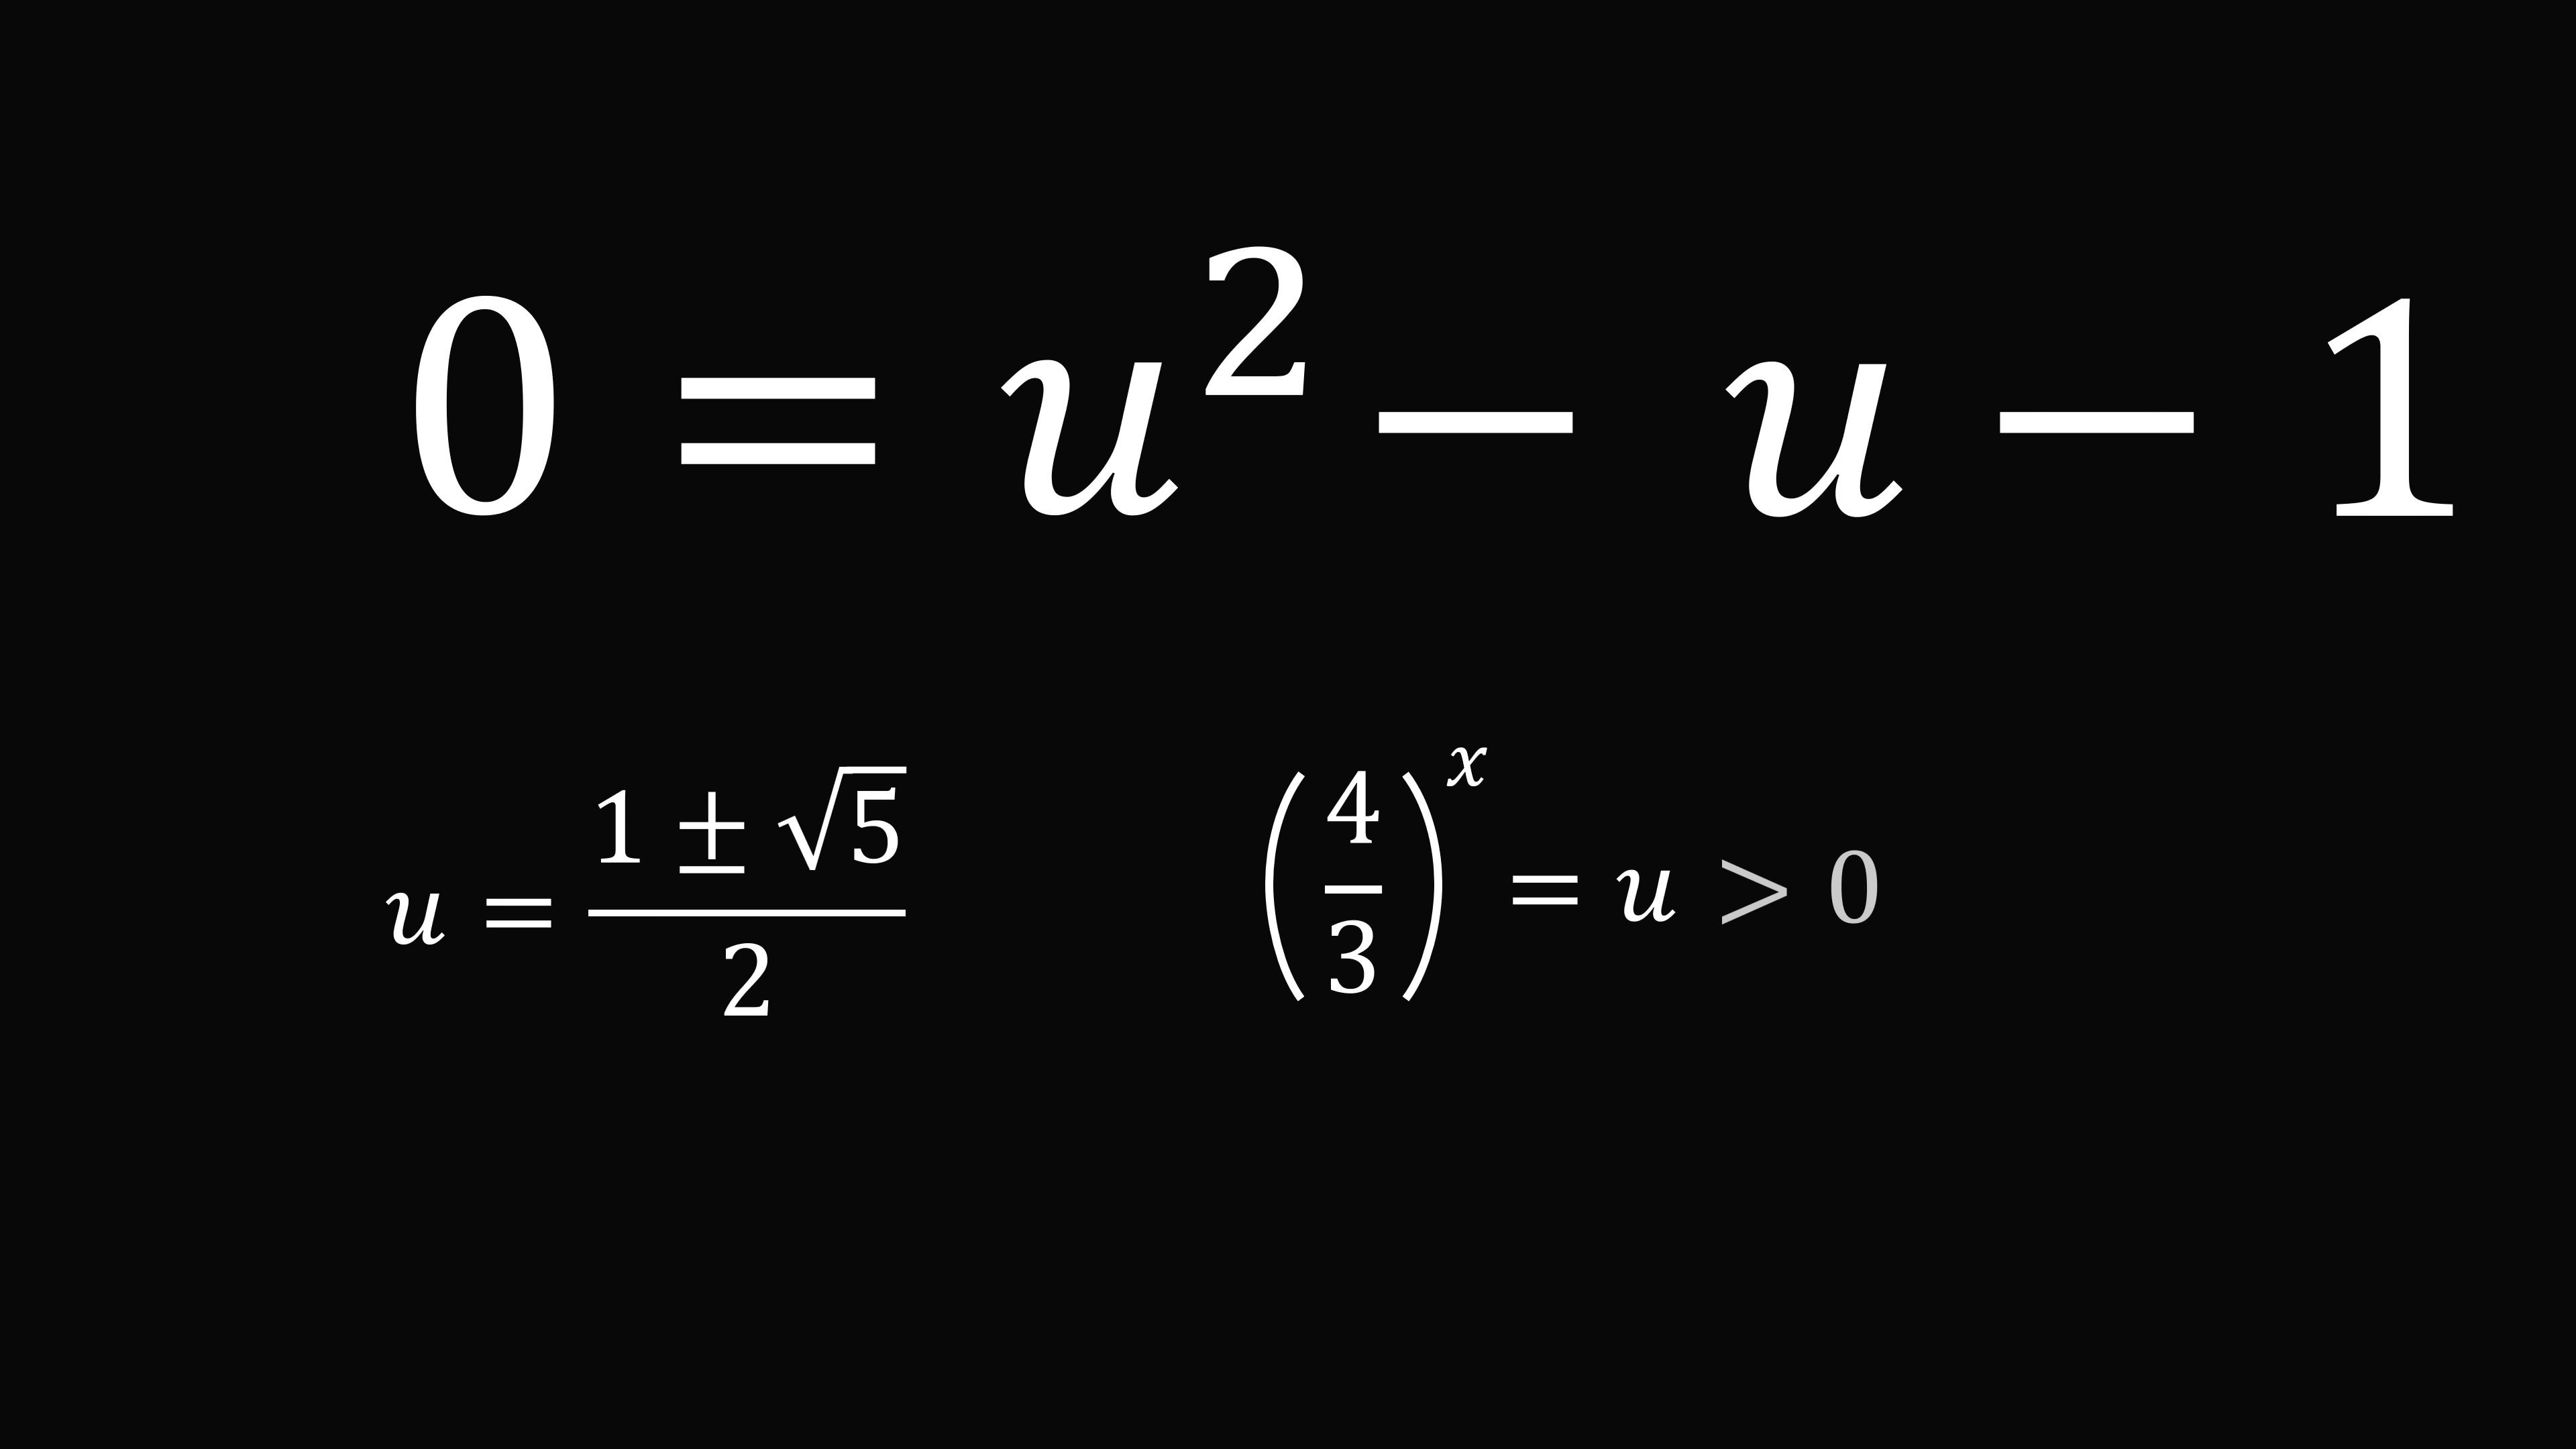 0 = u² − u − 1
u = (1 ± √5)/2
(4/3)ˣ = u > 0